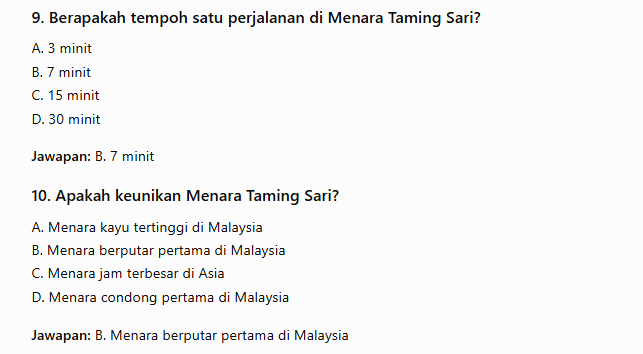 9. Berapakah tempoh satu perjalanan di Menara Taming Sari?
A. 3 minit
B. 7 minit
C. 15 minit
D. 30 minit
Jawapan: B. 7 minit
10. Apakah keunikan Menara Taming Sari?
A. Menara kayu tertinggi di Malaysia
B. Menara berputar pertama di Malaysia
C. Menara jam terbesar di Asia
D. Menara condong pertama di Malaysia
Jawapan: B. Menara berputar pertama di Malaysia